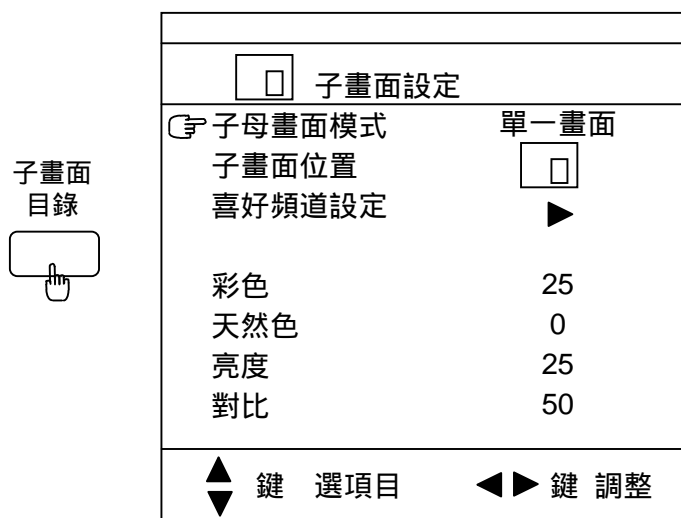 子畫面設定
子母畫面模式 單一畫面
子畫面位置
喜好頻道設定 ▶
彩色 25
天然色 0
亮度 25
對比 50
▲▼ 鍵 選項目 ◀▶ 鍵 調整
子畫面
目錄